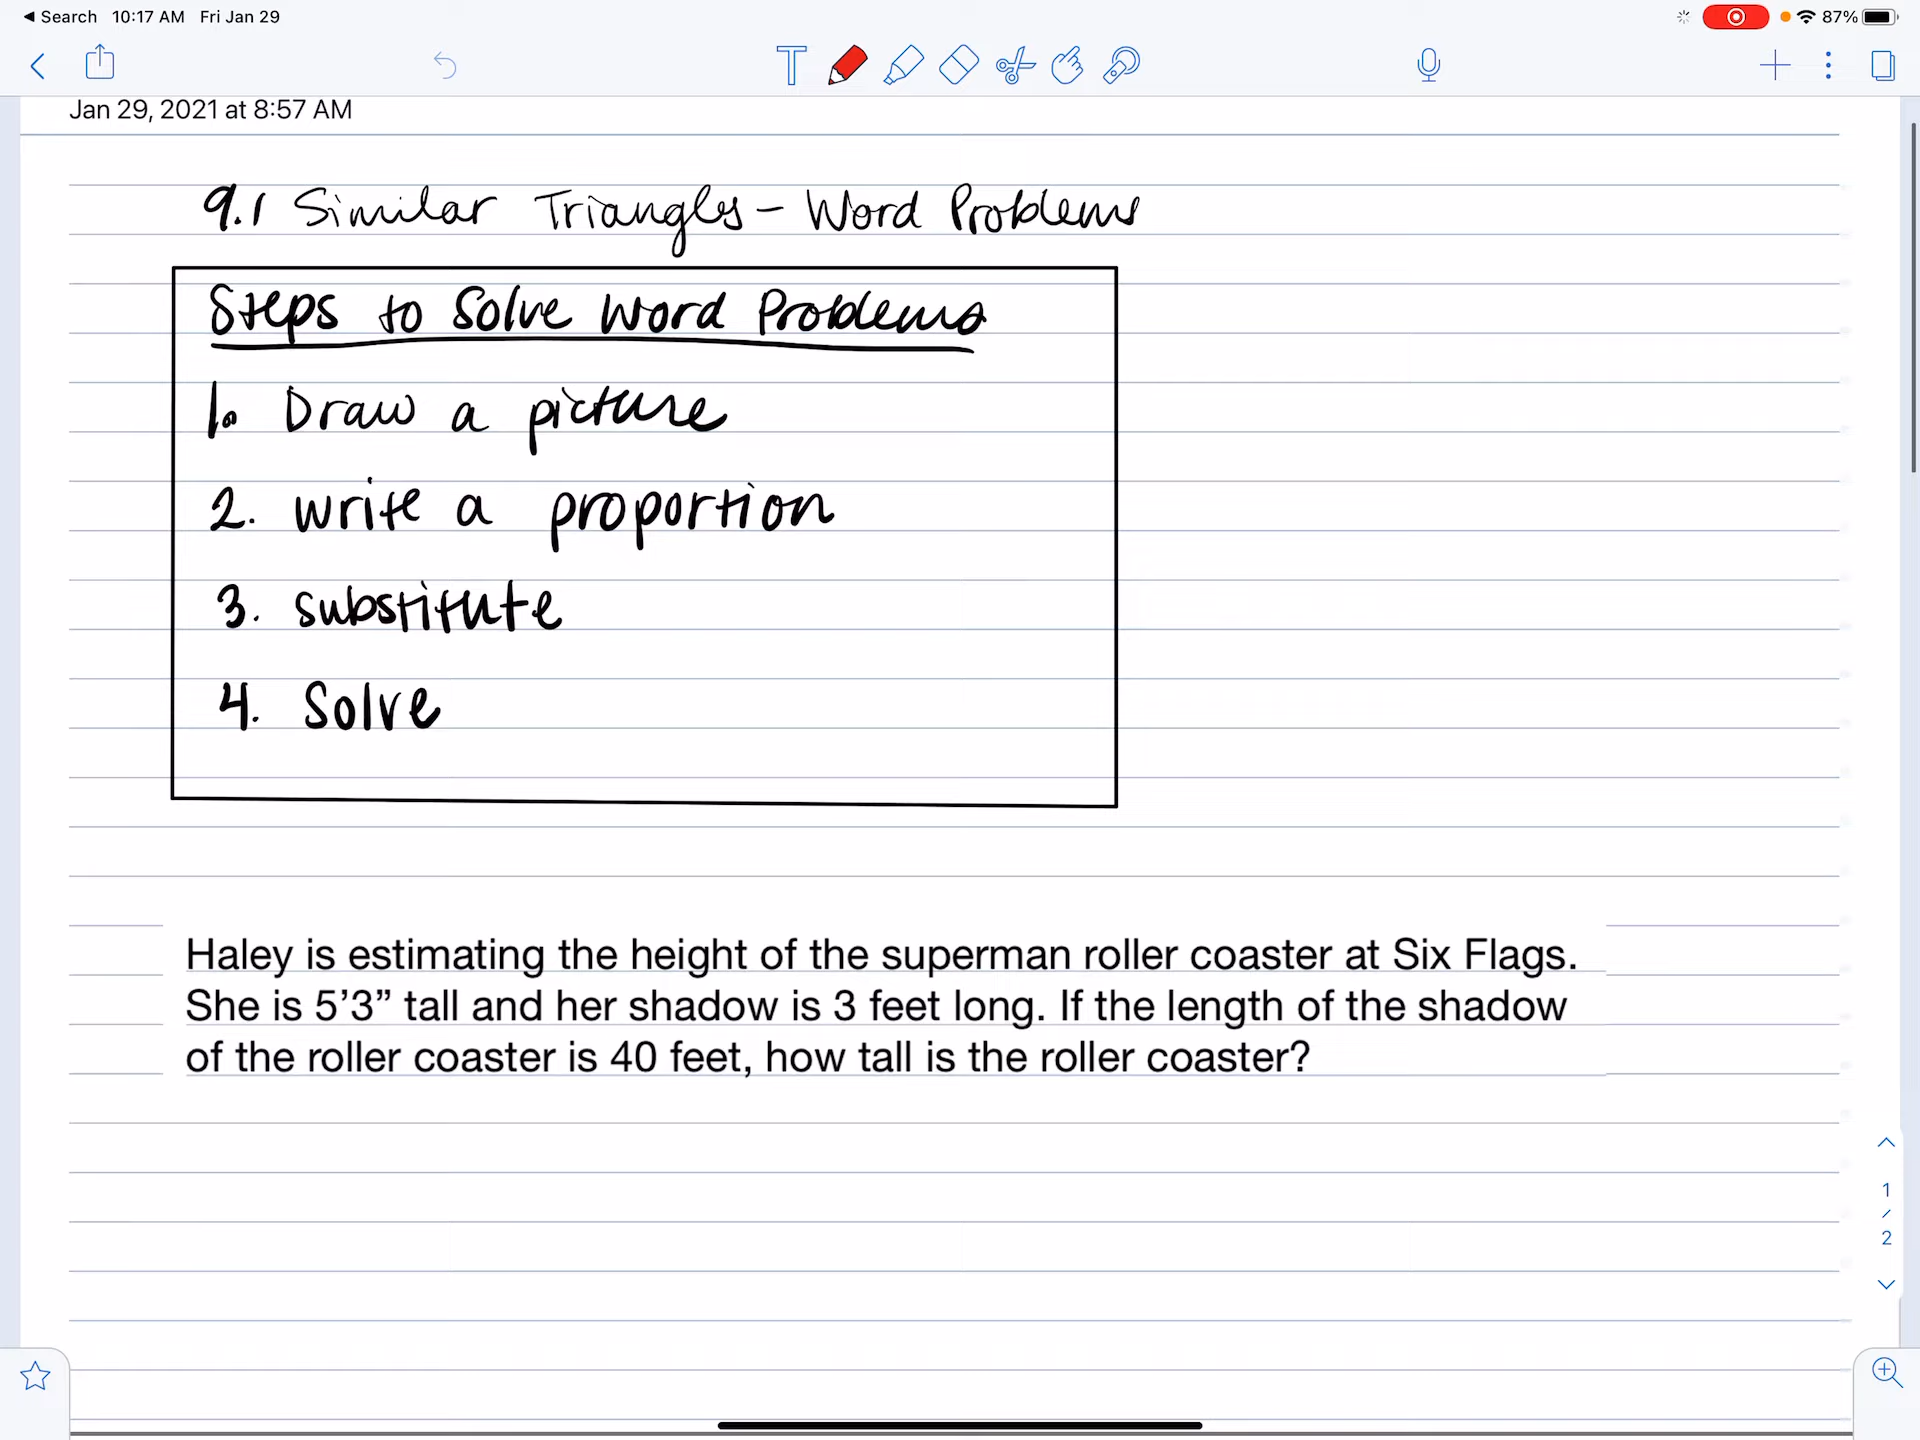 Search 10:17 AM Fri Jan 29 87%
T
Jan 29, 2021 at 8:57 AM
9.1 Similar Triangles - Word Problems
Steps to Solve Word Problems
1. Draw a picture
2. write a proportion
3. substitute
4. Solve
Haley is estimating the height of the superman roller coaster at Six Flags.
She is 5’3” tall and her shadow is 3 feet long. If the length of the shadow
of the roller coaster is 40 feet, how tall is the roller coaster?
1
/
2